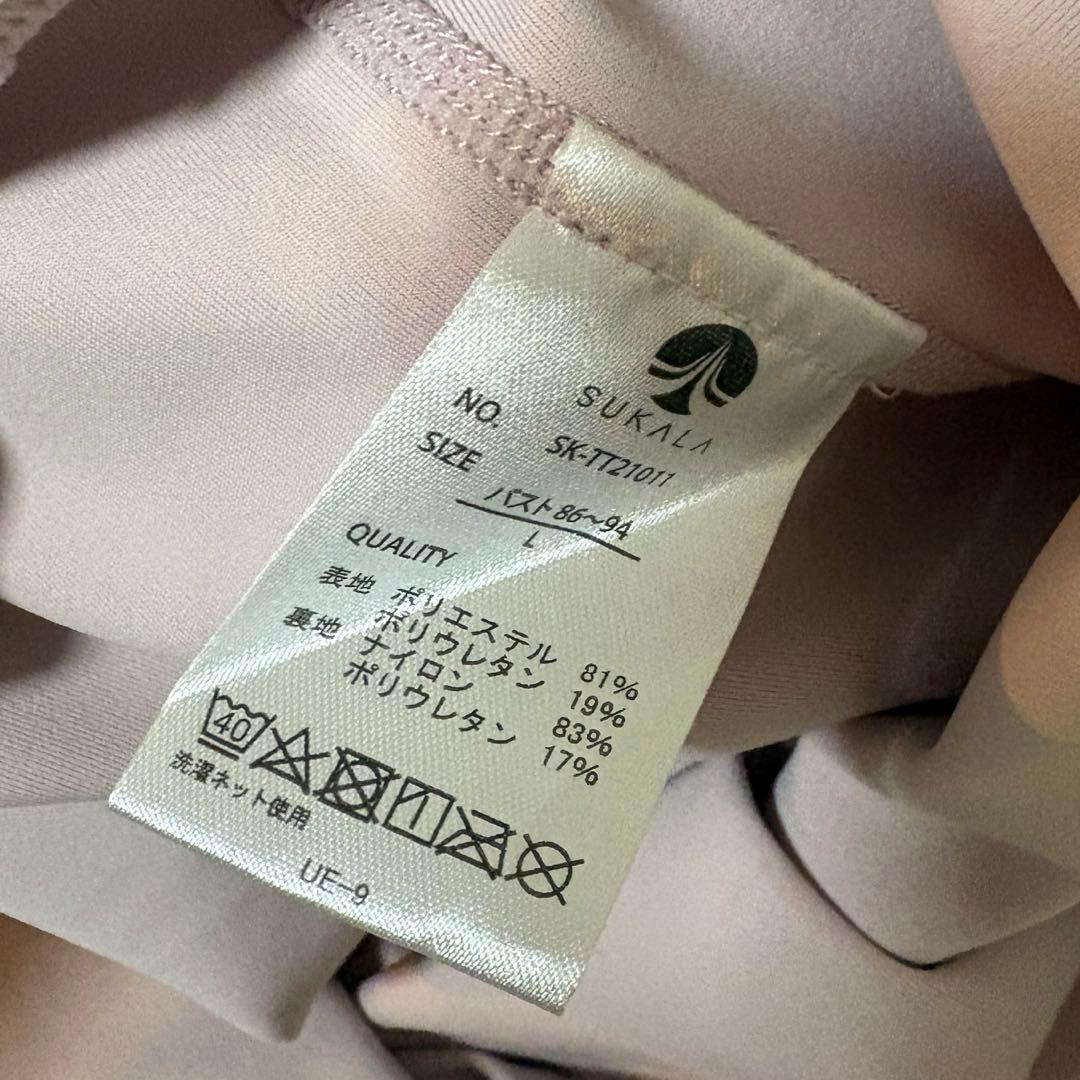 SUKALA
NO. SK-TT21011
SIZE
バスト86〜94
L
QUALITY
表地 ポリエステル 81%
ポリウレタン 19%
裏地 ナイロン 83%
ポリウレタン 17%
40
洗濯ネット使用
UE-9